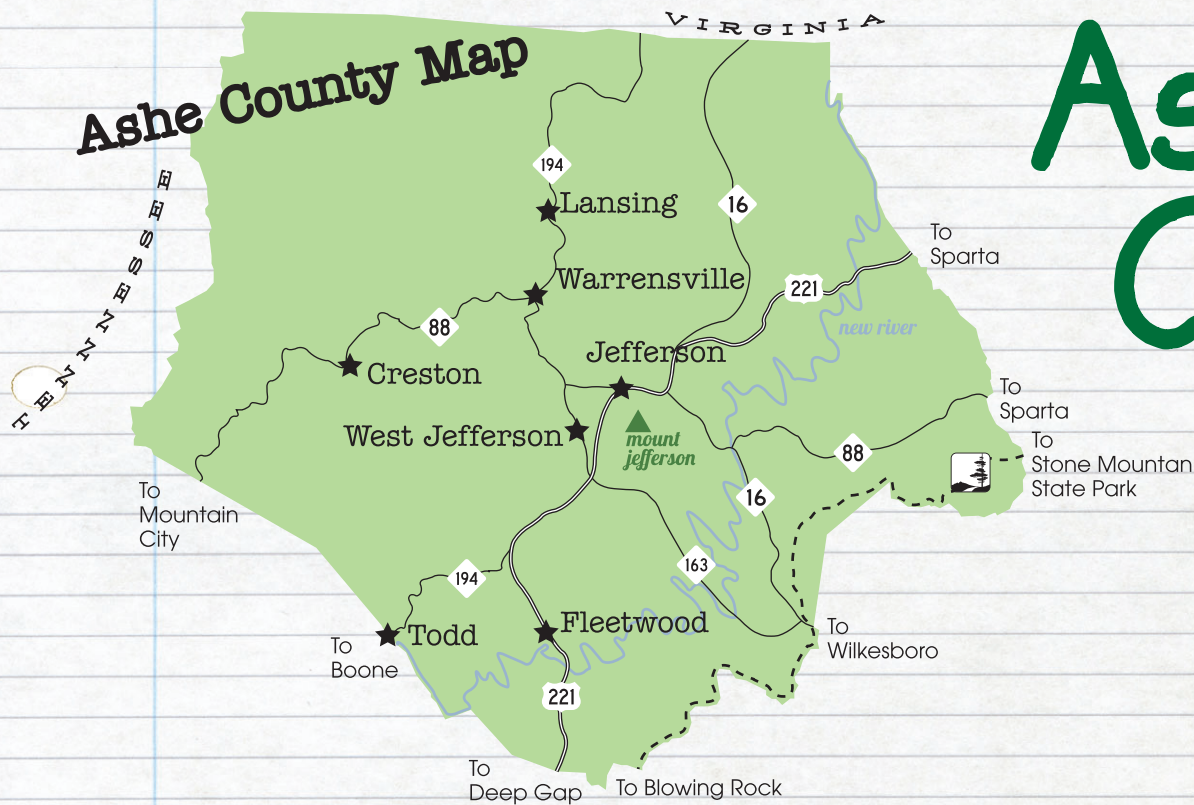 VIRGINIA
Ashe County Map
As
C
TENNESSEE
194
Lansing
16
To
Sparta
Warrensville
221
new river
88
Jefferson
Creston
To
Sparta
West Jefferson
mount
jefferson
88
To
Stone Mountan
State Park
To
Mountain
City
16
163
194
Todd
Fleetwood
To
Boone
To
Wilkesboro
221
To
Deep Gap
To Blowing Rock